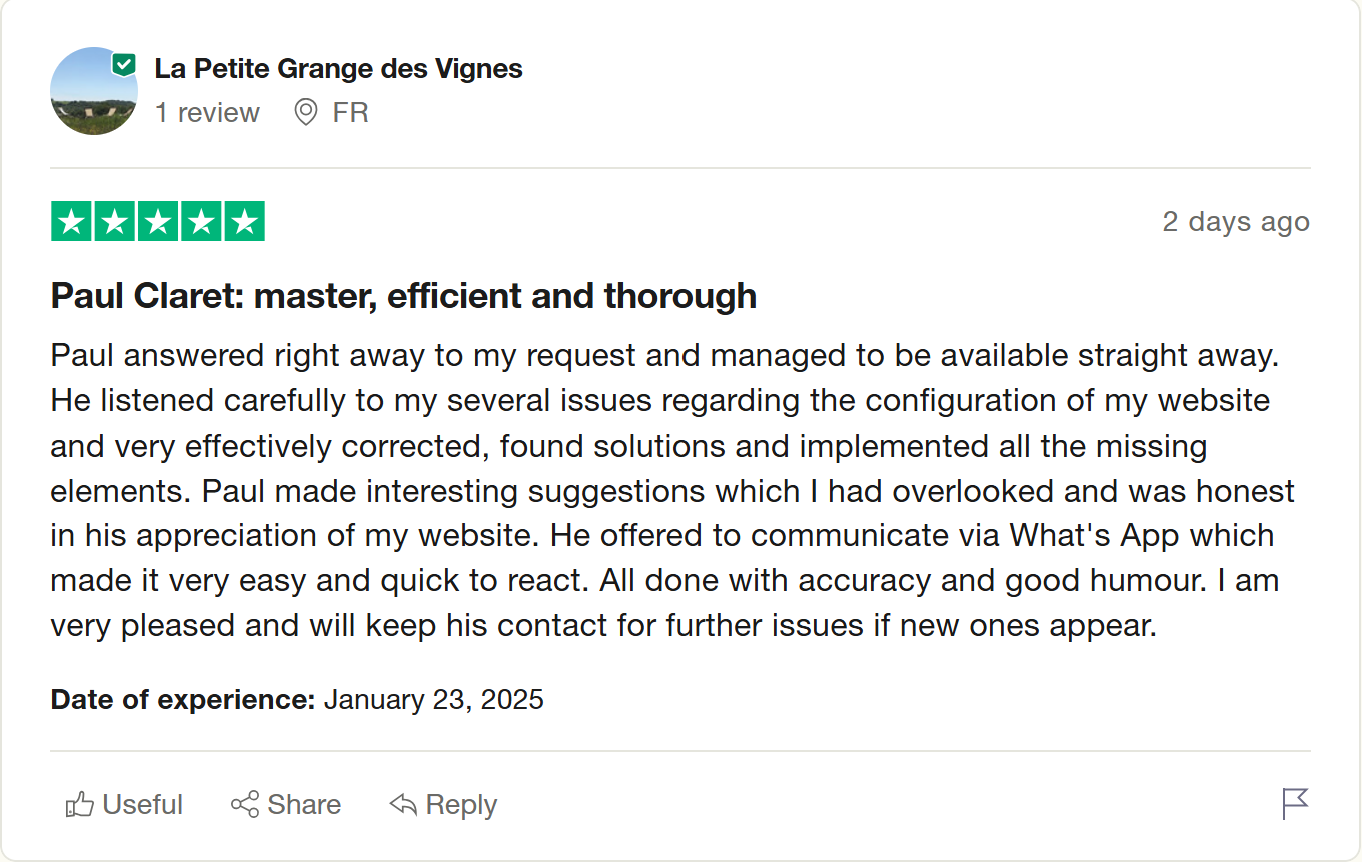 La Petite Grange des Vignes
1 review FR
2 days ago
Paul Claret: master, efficient and thorough
Paul answered right away to my request and managed to be available straight away.
He listened carefully to my several issues regarding the configuration of my website
and very effectively corrected, found solutions and implemented all the missing
elements. Paul made interesting suggestions which I had overlooked and was honest
in his appreciation of my website. He offered to communicate via What's App which
made it very easy and quick to react. All done with accuracy and good humour. I am
very pleased and will keep his contact for further issues if new ones appear.
Date of experience: January 23, 2025
Useful Share Reply